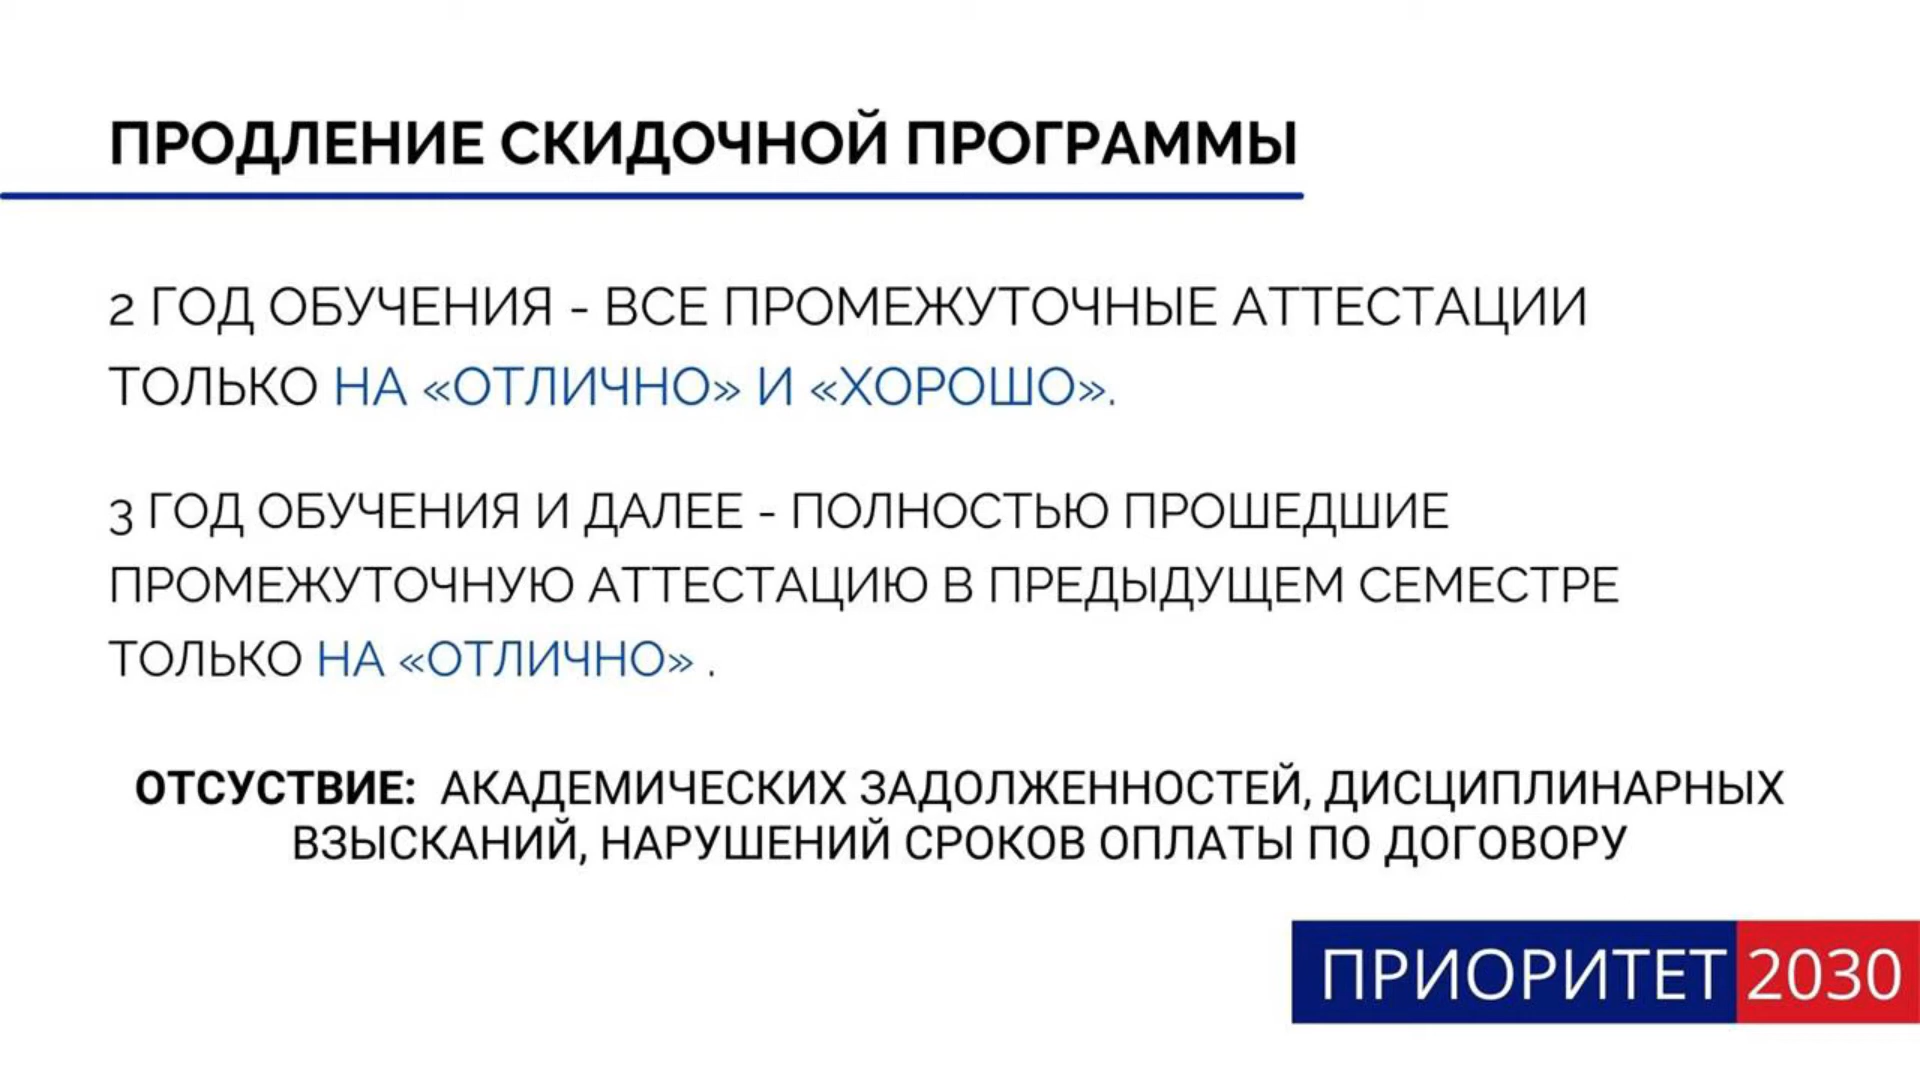 ПРОДЛЕНИЕ СКИДОЧНОЙ ПРОГРАММЫ
2 ГОД ОБУЧЕНИЯ - ВСЕ ПРОМЕЖУТОЧНЫЕ АТТЕСТАЦИИ
ТОЛЬКО НА «ОТЛИЧНО» И «ХОРОШО».
3 ГОД ОБУЧЕНИЯ И ДАЛЕЕ - ПОЛНОСТЬЮ ПРОШЕДШИЕ
ПРОМЕЖУТОЧНУЮ АТТЕСТАЦИЮ В ПРЕДЫДУЩЕМ СЕМЕСТРЕ
ТОЛЬКО НА «ОТЛИЧНО» .
ОТСУСТВИЕ: АКАДЕМИЧЕСКИХ ЗАДОЛЖЕННОСТЕЙ, ДИСЦИПЛИНАРНЫХ
ВЗЫСКАНИЙ, НАРУШЕНИЙ СРОКОВ ОПЛАТЫ ПО ДОГОВОРУ
ПРИОРИТЕТ 2030